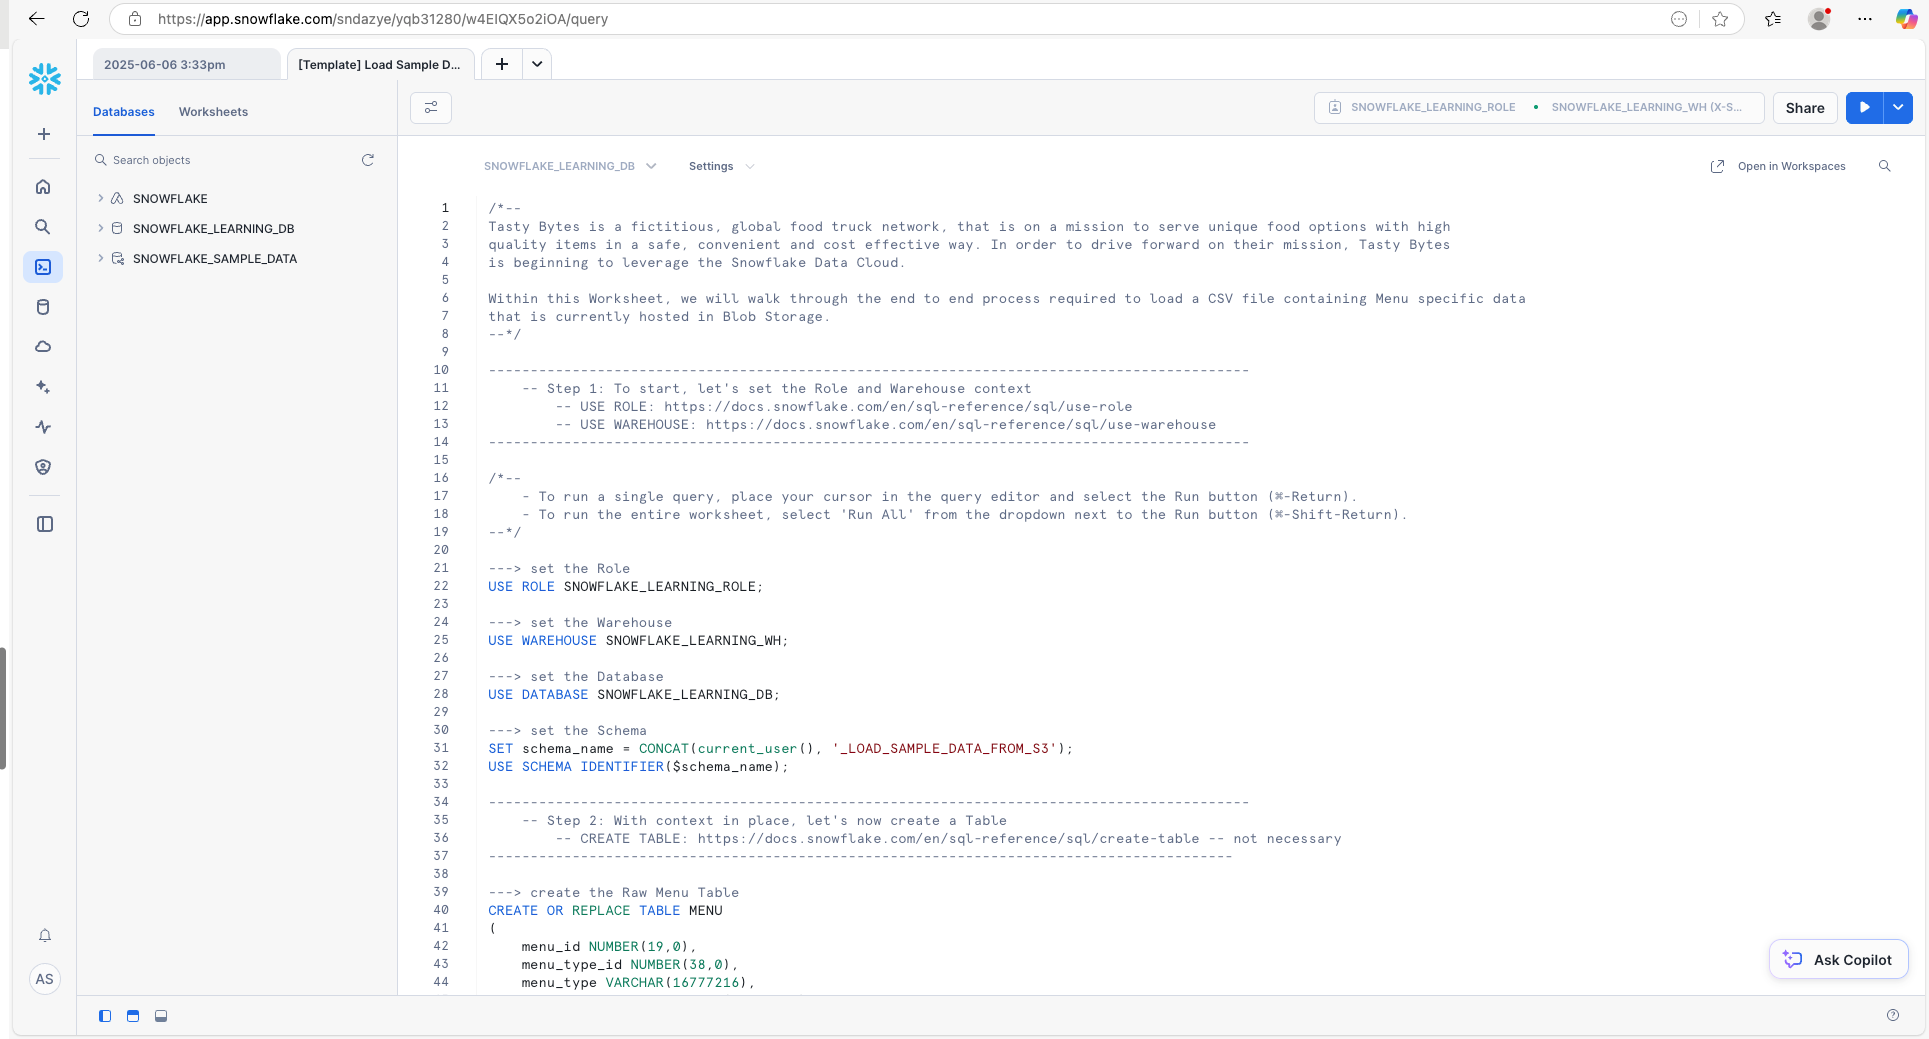 https://app.snowflake.com/sndazye/yqb31280/w4EIQX5o2iOA/query
2025-06-06 3:33pm
[Template] Load Sample D...
Databases
Worksheets
SNOWFLAKE_LEARNING_ROLE
SNOWFLAKE_LEARNING_WH (X-S...
Share
Search objects
SNOWFLAKE
SNOWFLAKE_LEARNING_DB
SNOWFLAKE_SAMPLE_DATA
SNOWFLAKE_LEARNING_DB
Settings
Open in Workspaces
1 /*--
2 Tasty Bytes is a fictitious, global food truck network, that is on a mission to serve unique food options with high
3 quality items in a safe, convenient and cost effective way. In order to drive forward on their mission, Tasty Bytes
4 is beginning to leverage the Snowflake Data Cloud.
5
6 Within this Worksheet, we will walk through the end to end process required to load a CSV file containing Menu specific data
7 that is currently hosted in Blob Storage.
8 --*/
9
10 -------------------------------------------------------------------------------------------
11     -- Step 1: To start, let's set the Role and Warehouse context
12         -- USE ROLE: https://docs.snowflake.com/en/sql-reference/sql/use-role
13         -- USE WAREHOUSE: https://docs.snowflake.com/en/sql-reference/sql/use-warehouse
14 -------------------------------------------------------------------------------------------
15
16 /*--
17     - To run a single query, place your cursor in the query editor and select the Run button (⌘-Return).
18     - To run the entire worksheet, select 'Run All' from the dropdown next to the Run button (⌘-Shift-Return).
19 --*/
20
21 ---> set the Role
22 USE ROLE SNOWFLAKE_LEARNING_ROLE;
23
24 ---> set the Warehouse
25 USE WAREHOUSE SNOWFLAKE_LEARNING_WH;
26
27 ---> set the Database
28 USE DATABASE SNOWFLAKE_LEARNING_DB;
29
30 ---> set the Schema
31 SET schema_name = CONCAT(current_user(), '_LOAD_SAMPLE_DATA_FROM_S3');
32 USE SCHEMA IDENTIFIER($schema_name);
33
34 -------------------------------------------------------------------------------------------
35     -- Step 2: With context in place, let's now create a Table
36         -- CREATE TABLE: https://docs.snowflake.com/en/sql-reference/sql/create-table -- not necessary
37 -----------------------------------------------------------------------------------------
38
39 ---> create the Raw Menu Table
40 CREATE OR REPLACE TABLE MENU
41 (
42     menu_id NUMBER(19,0),
43     menu_type_id NUMBER(38,0),
44     menu_type VARCHAR(16777216),
Ask Copilot
AS